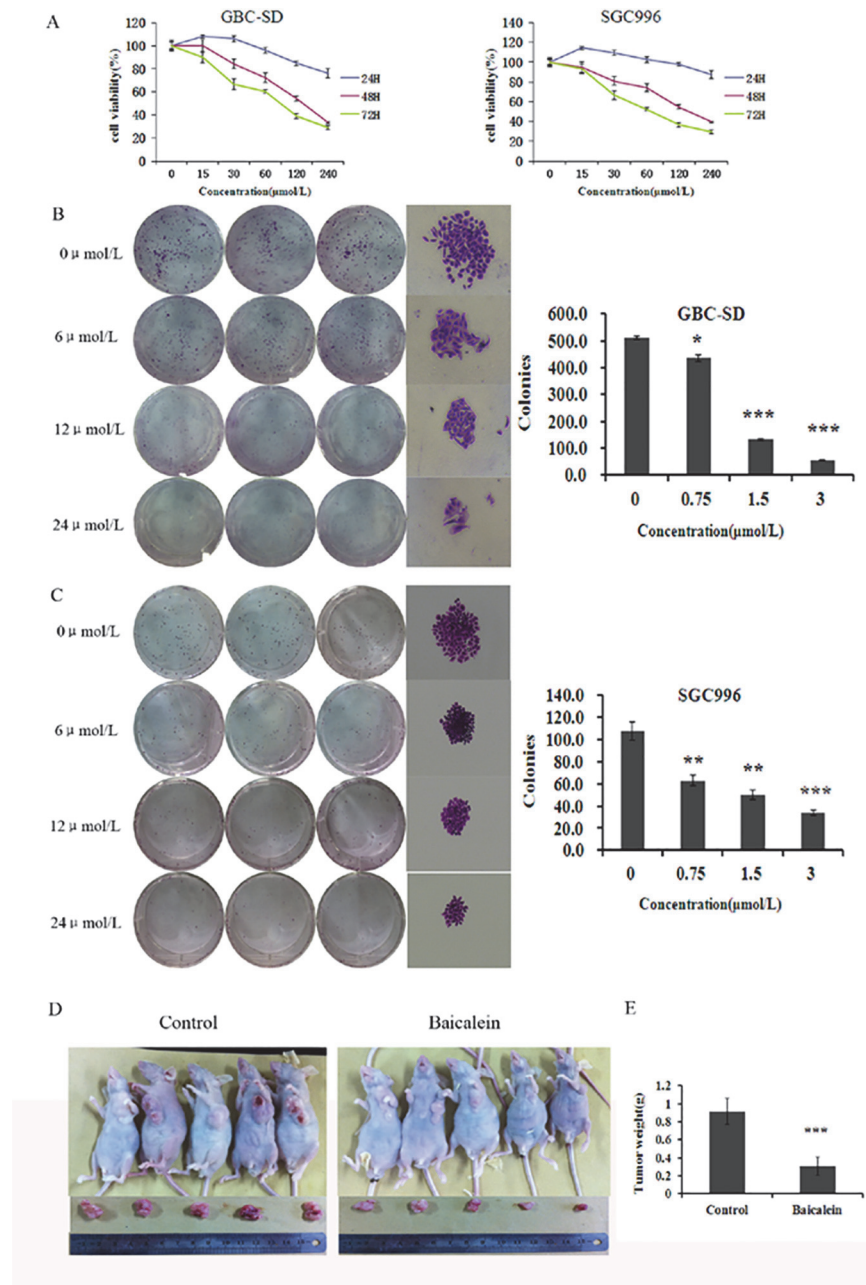 A
GBC-SD
SGC996
120
100
80
60
40
20
0
cell viability(%)
0 15 30 60 120 240
Concentration(μmol/L)
24H
48H
72H
140
120
100
80
60
40
20
0
cell viability(%)
0 15 30 60 120 240
Concentration(μmol/L)
24H
48H
72H
B
0 μ mol/L
6 μ mol/L
12 μ mol/L
24 μ mol/L
GBC-SD
600.0
500.0
400.0
300.0
200.0
100.0
0.0
Colonies
*
***
***
0 0.75 1.5 3
Concentration(μmol/L)
C
0 μ mol/L
6 μ mol/L
12 μ mol/L
24 μ mol/L
SGC996
140.0
120.0
100.0
80.0
60.0
40.0
20.0
0.0
Colonies
**
**
***
0 0.75 1.5 3
Concentration(μmol/L)
D
Control
Baicalein
E
1.2
1
0.8
0.6
0.4
0.2
0
Tumor weight(g)
***
Control Baicalein